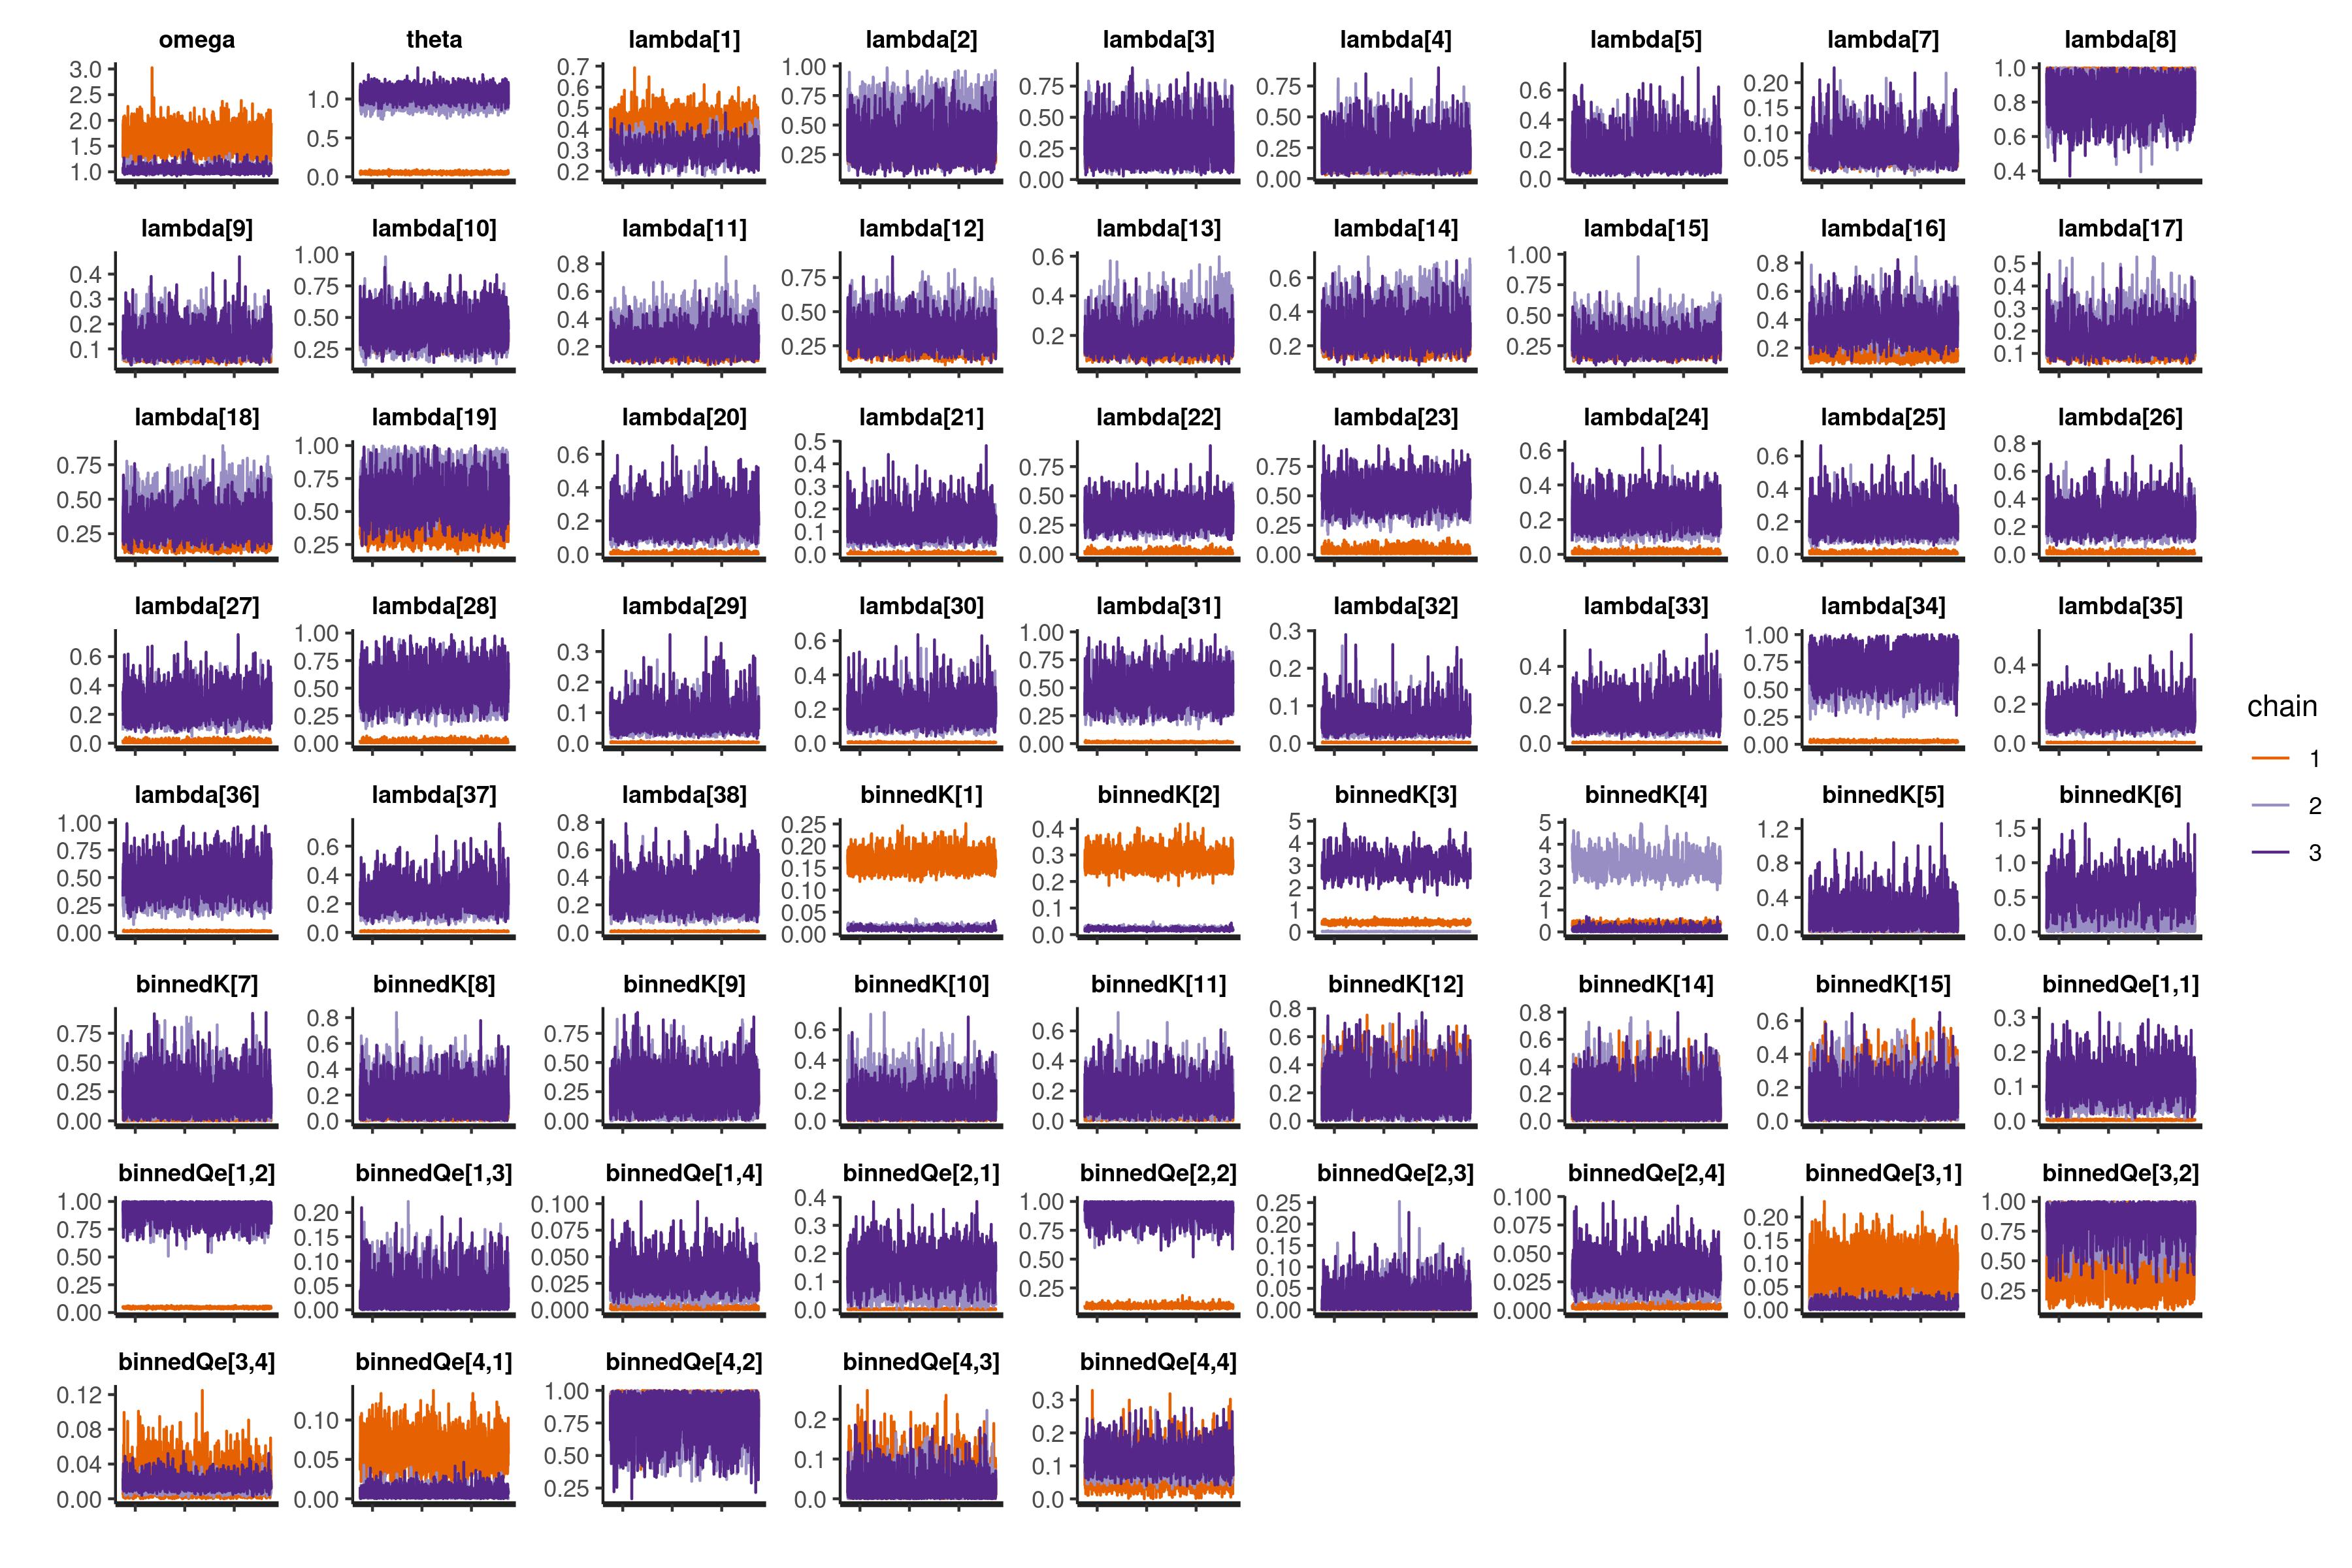 omega theta lambda[1] lambda[2] lambda[3] lambda[4] lambda[5] lambda[7] lambda[8]
3.0 2.5 2.0 1.5 1.0
1.0 0.5 0.0
0.7 0.6 0.5 0.4 0.3 0.2
1.00 0.75 0.50 0.25
0.75 0.50 0.25 0.00
0.75 0.50 0.25 0.00
0.6 0.4 0.2 0.0
0.20 0.15 0.10 0.05
1.0 0.8 0.6 0.4
lambda[9] lambda[10] lambda[11] lambda[12] lambda[13] lambda[14] lambda[15] lambda[16] lambda[17]
0.4 0.3 0.2 0.1
1.00 0.75 0.50 0.25
0.8 0.6 0.4 0.2
0.75 0.50 0.25
0.6 0.4 0.2
0.6 0.4 0.2
1.00 0.75 0.50 0.25
0.8 0.6 0.4 0.2
0.5 0.4 0.3 0.2 0.1
lambda[18] lambda[19] lambda[20] lambda[21] lambda[22] lambda[23] lambda[24] lambda[25] lambda[26]
0.75 0.50 0.25
1.00 0.75 0.50 0.25
0.6 0.4 0.2 0.0
0.5 0.4 0.3 0.2 0.1 0.0
0.75 0.50 0.25 0.00
0.75 0.50 0.25 0.00
0.6 0.4 0.2 0.0
0.6 0.4 0.2 0.0
0.8 0.6 0.4 0.2 0.0
lambda[27] lambda[28] lambda[29] lambda[30] lambda[31] lambda[32] lambda[33] lambda[34] lambda[35]
0.6 0.4 0.2 0.0
1.00 0.75 0.50 0.25 0.00
0.3 0.2 0.1 0.0
0.6 0.4 0.2 0.0
1.00 0.75 0.50 0.25 0.00
0.3 0.2 0.1 0.0
0.4 0.2 0.0
1.00 0.75 0.50 0.25 0.00
0.4 0.2 0.0
lambda[36] lambda[37] lambda[38] binnedK[1] binnedK[2] binnedK[3] binnedK[4] binnedK[5] binnedK[6]
1.00 0.75 0.50 0.25 0.00
0.6 0.4 0.2 0.0
0.8 0.6 0.4 0.2 0.0
0.25 0.20 0.15 0.10 0.05 0.00
0.4 0.3 0.2 0.1 0.0
5 4 3 2 1 0
5 4 3 2 1 0
1.2 0.8 0.4 0.0
1.5 1.0 0.5 0.0
binnedK[7] binnedK[8] binnedK[9] binnedK[10] binnedK[11] binnedK[12] binnedK[14] binnedK[15] binnedQe[1,1]
0.75 0.50 0.25 0.00
0.8 0.6 0.4 0.2 0.0
0.75 0.50 0.25 0.00
0.6 0.4 0.2 0.0
0.6 0.4 0.2 0.0
0.8 0.6 0.4 0.2 0.0
0.8 0.6 0.4 0.2 0.0
0.6 0.4 0.2 0.0
0.3 0.2 0.1 0.0
binnedQe[1,2] binnedQe[1,3] binnedQe[1,4] binnedQe[2,1] binnedQe[2,2] binnedQe[2,3] binnedQe[2,4] binnedQe[3,1] binnedQe[3,2]
1.00 0.75 0.50 0.25 0.00
0.20 0.15 0.10 0.05 0.00
0.100 0.075 0.050 0.025 0.000
0.4 0.3 0.2 0.1 0.0
1.00 0.75 0.50 0.25
0.25 0.20 0.15 0.10 0.05 0.00
0.100 0.075 0.050 0.025 0.000
0.20 0.15 0.10 0.05 0.00
1.00 0.75 0.50 0.25
binnedQe[3,4] binnedQe[4,1] binnedQe[4,2] binnedQe[4,3] binnedQe[4,4]
0.12 0.08 0.04 0.00
0.10 0.05 0.00
1.00 0.75 0.50 0.25
0.2 0.1 0.0
0.3 0.2 0.1 0.0
chain
1
2
3